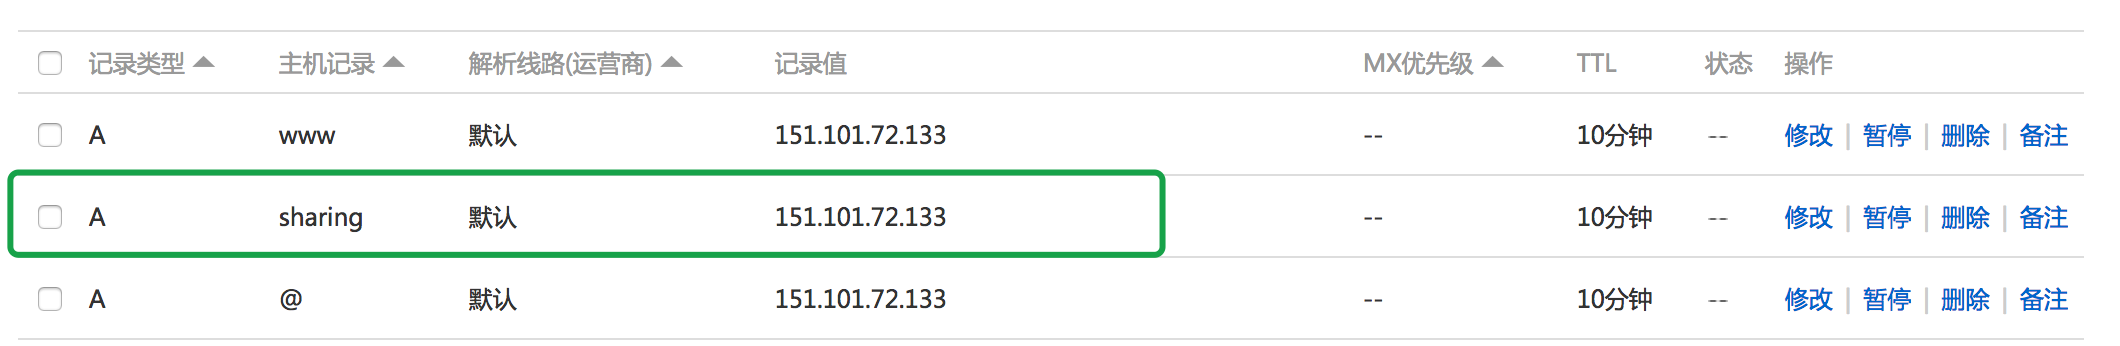 记录类型 主机记录 解析线路(运营商) 记录值 MX优先级 TTL 状态 操作
A www 默认 151.101.72.133 -- 10分钟 -- 修改 | 暂停 | 删除 | 备注
A sharing 默认 151.101.72.133 -- 10分钟 -- 修改 | 暂停 | 删除 | 备注
A @ 默认 151.101.72.133 -- 10分钟 -- 修改 | 暂停 | 删除 | 备注